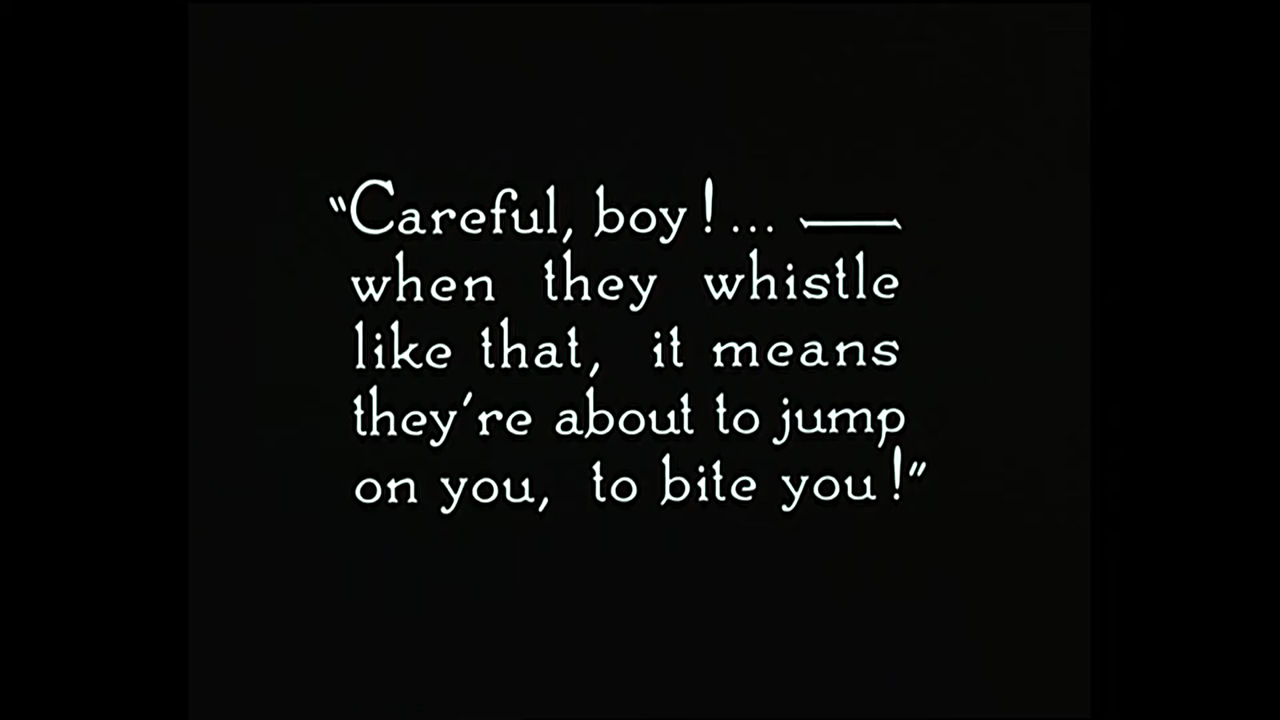 “Careful, boy!... —
when they whistle
like that, it means
they're about to jump
on you, to bite you!”